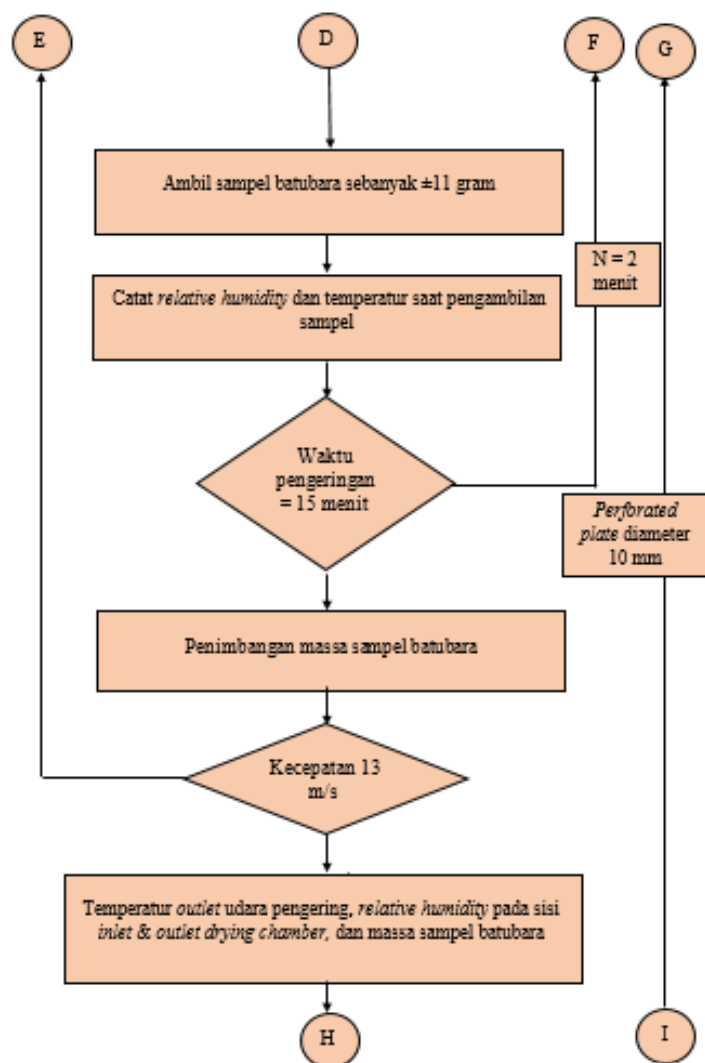 E
D
F
G
Ambil sampel batubara sebanyak ±11 gram
N = 2
menit
Catat relative humidity dan temperatur saat pengambilan
sampel
Waktu
pengeringan
= 15 menit
Perforated
plate diameter
10 mm
Penimbangan massa sampel batubara
Kecepatan 13
m/s
Temperatur outlet udara pengering, relative humidity pada sisi
inlet & outlet drying chamber, dan massa sampel batubara
H
I